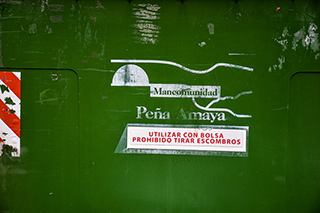 Mancomunidad
Peña Amaya
UTILIZAR CON BOLSA
PROHIBIDO TIRAR ESCOMBROS